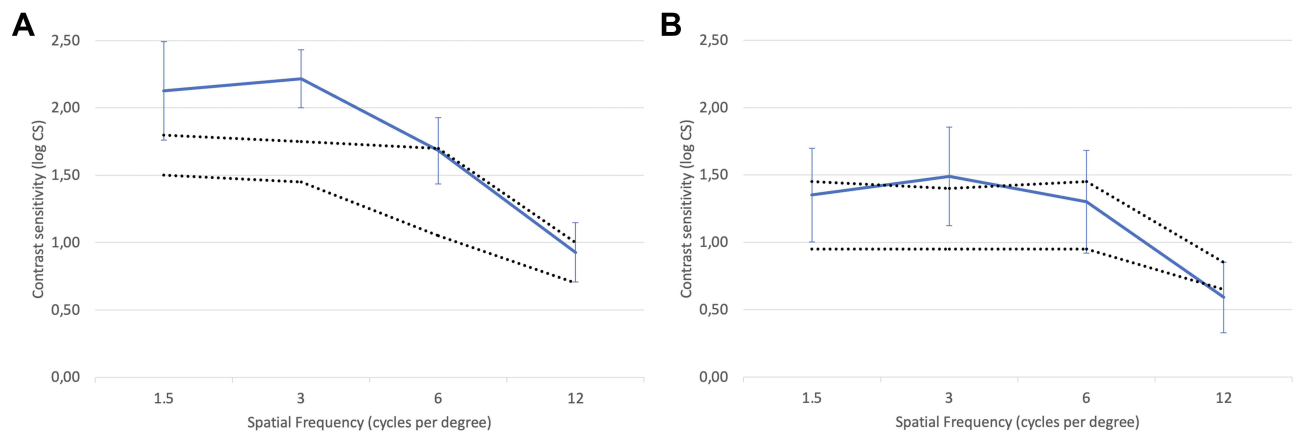 A
2,50
2,00
1,50
1,00
0,50
0,00
Contrast sensitivity (log CS)
1.5 3 6 12
Spatial Frequency (cycles per degree)
B
2,50
2,00
1,50
1,00
0,50
0,00
Contrast sensitivity (log CS)
1.5 3 6 12
Spatial Frequency (cycles per degree)